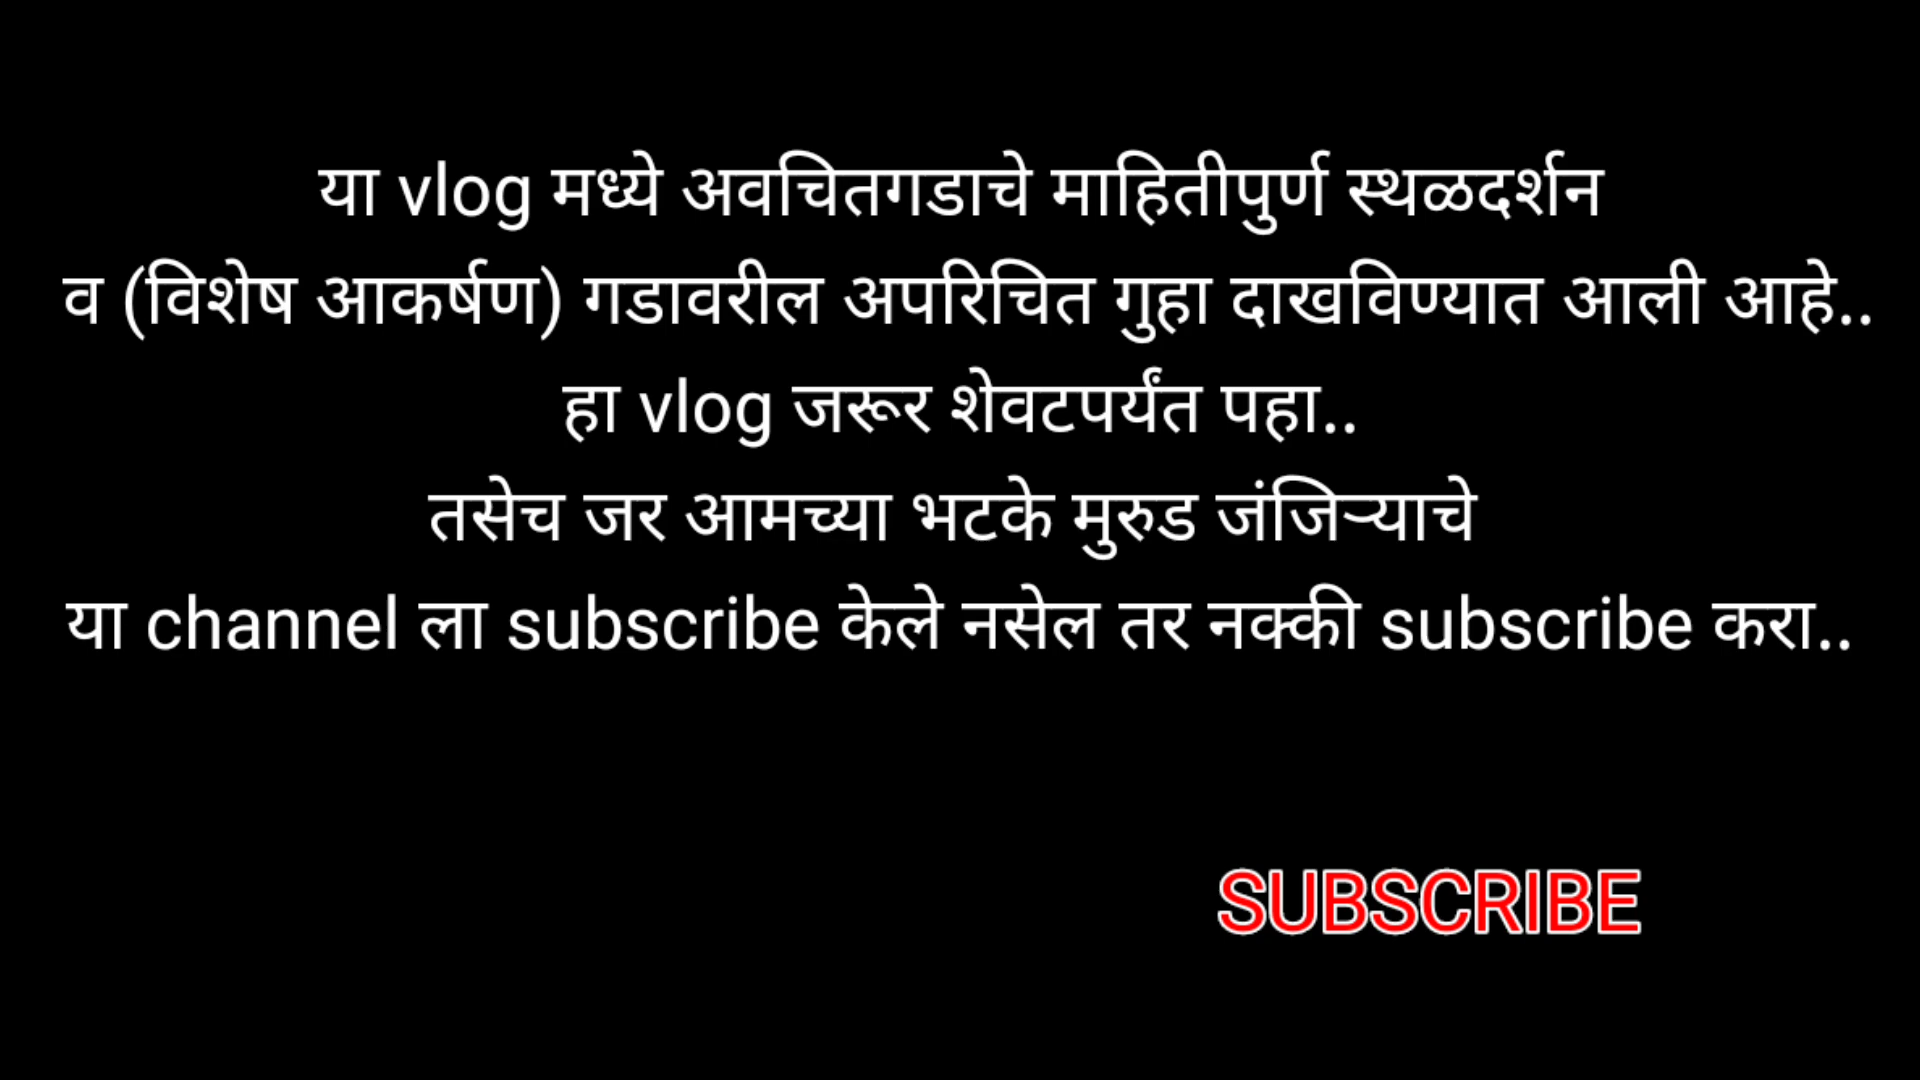 या vlog मध्ये अवचितगडाचे माहितीपुर्ण स्थळदर्शन
व (विशेष आकर्षण) गडावरील अपरिचित गुहा दाखविण्यात आली आहे..
हा vlog जरूर शेवटपर्यंत पहा..
तसेच जर आमच्या भटके मुरुड जंजिऱ्याचे
या channel ला subscribe केले नसेल तर नक्की subscribe करा..
SUBSCRIBE